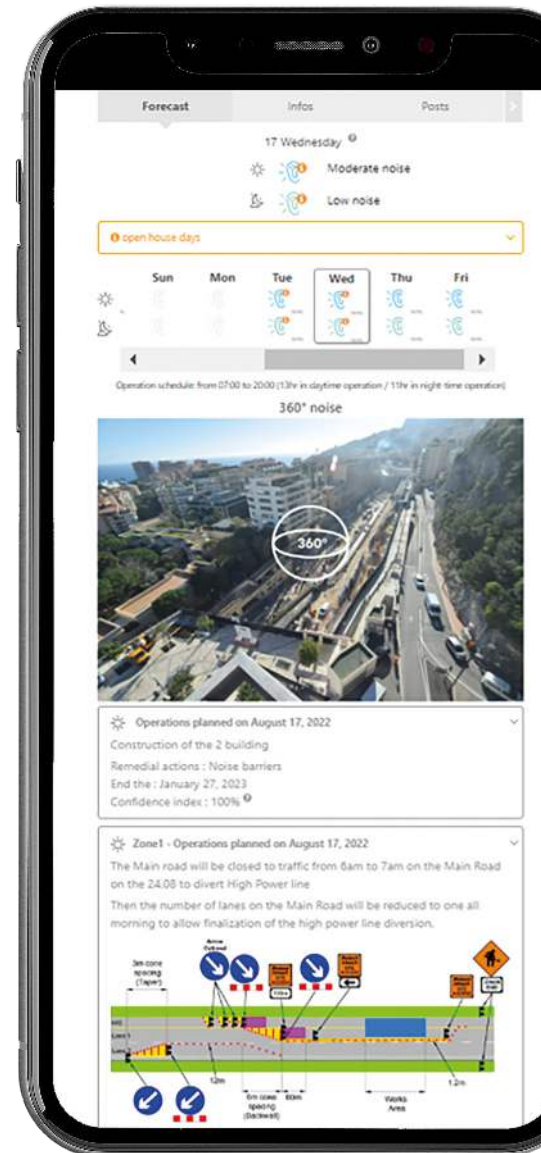 Forecast Infos Posts
17 Wednesday
Moderate noise
Low noise
open house days
Sun Mon Tue Wed Thu Fri
Operation schedule: from 07:00 to 20:00 (13hr in daytime operation / 11hr in night-time operation)
360° noise
360°
Operations planned on August 17, 2022
Construction of the 2 building
Remedial actions : Noise barriers
End the : January 27, 2023
Confidence index : 100%
Zone1 - Operations planned on August 17, 2022
The Main road will be closed to traffic from 6am to 7am on the Main Road
on the 24.08 to divert High Power line
Then the number of lanes on the Main Road will be reduced to one all
morning to allow finalization of the high power line diversion.
3m cone
spacing
(Taper)
12m
6m cone
spacing
60m
Works
Area
1.2m